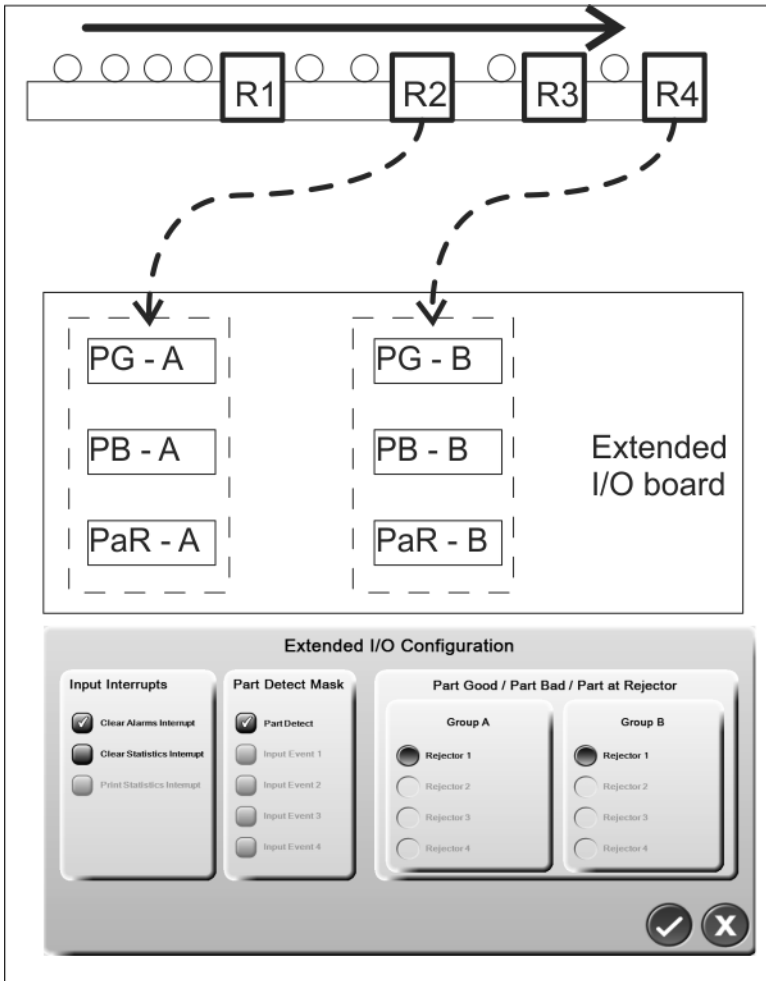 R1 R2 R3 R4
PG - A PG - B
PB - A PB - B
Extended
I/O board
PaR - A PaR - B
Extended I/O Configuration
Input Interrupts
Clear Alarms Interrupt
Clear Statistics Interrupt
Print Statistics Interrupt
Part Detect Mask
Part Detect
Input Event 1
Input Event 2
Input Event 3
Input Event 4
Part Good / Part Bad / Part at Rejector
Group A
Rejector 1
Rejector 2
Rejector 3
Rejector 4
Group B
Rejector 1
Rejector 2
Rejector 3
Rejector 4